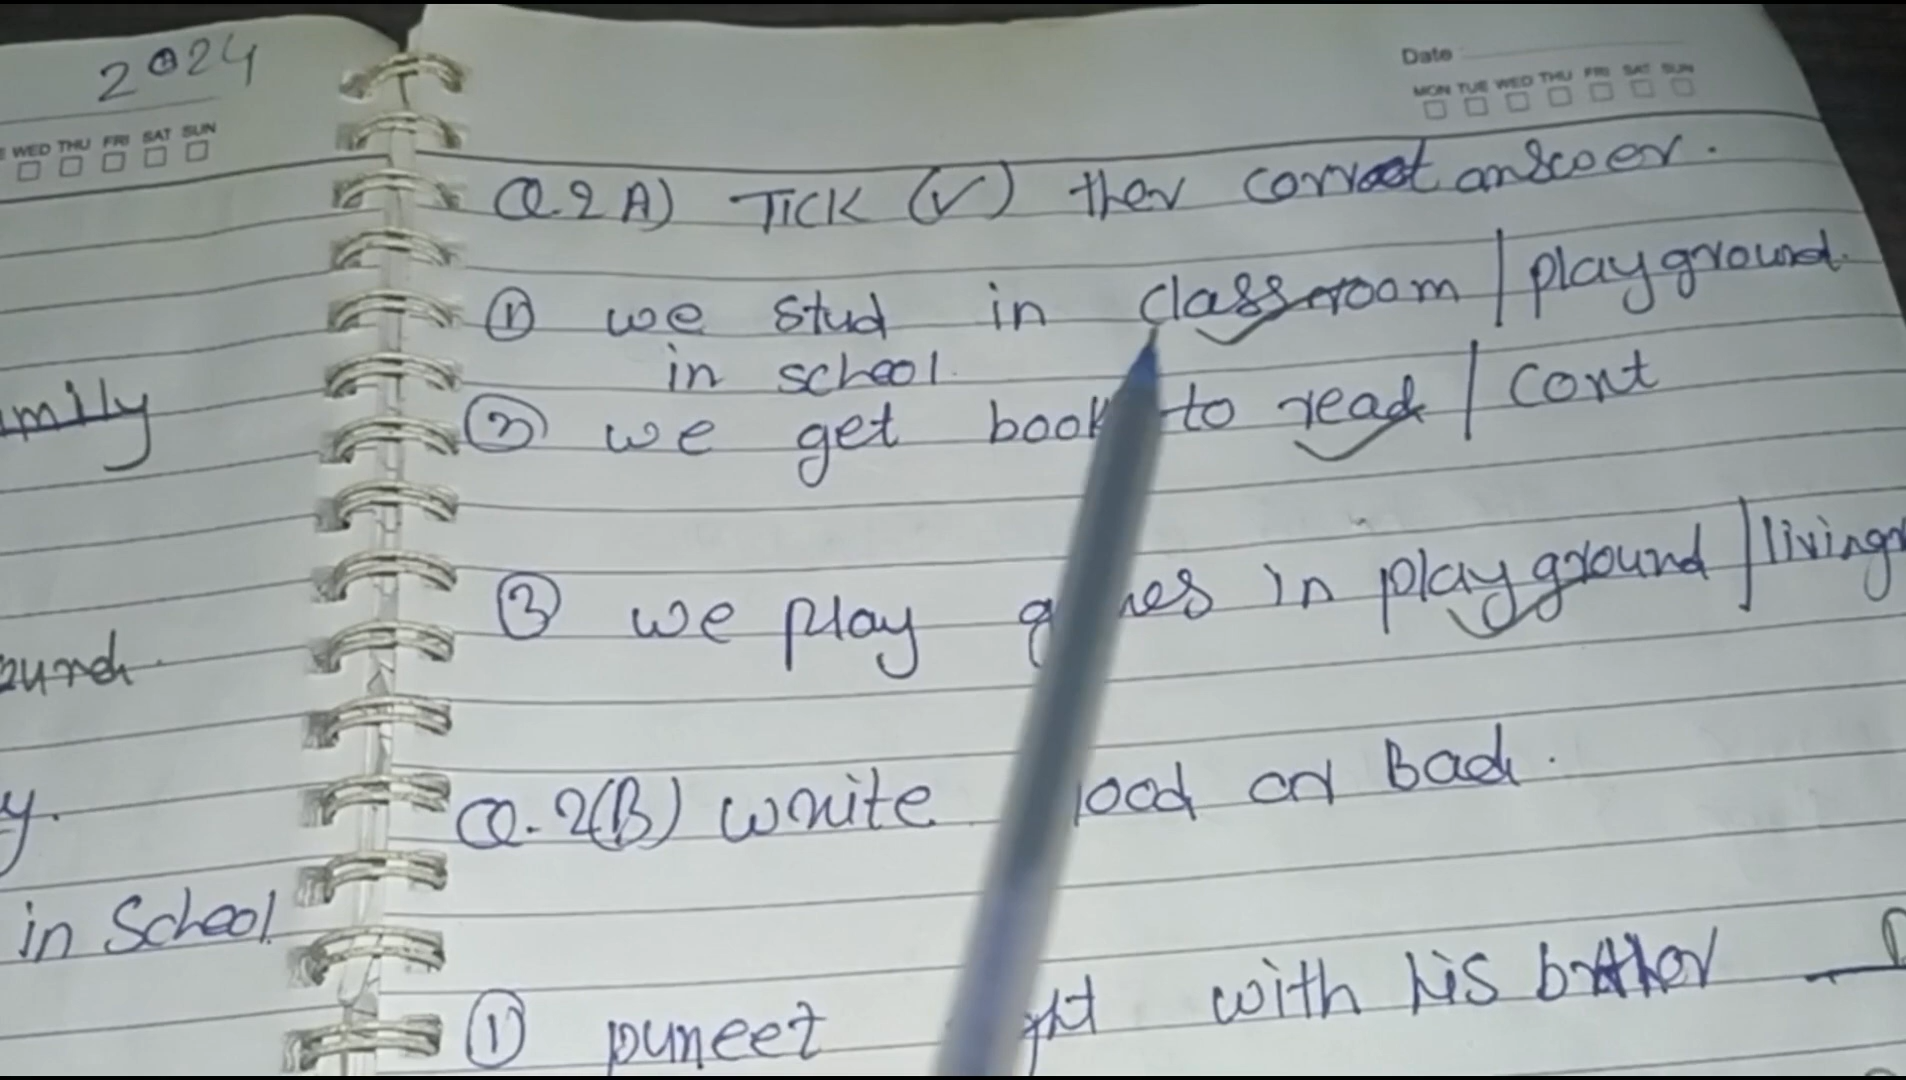 2024
WED THU FRI SAT SUN
mily
ound.
y.
in School
Date
MON TUE WED THU FRI SAT SUN
Q.2 A) TICK (✓) ther correct answer.
① we stud in classroom / playground.
in school.
② we get book to read / Cont
③ we play in playground / living
Q.2(B) write or Bad.
① puneet with his brother